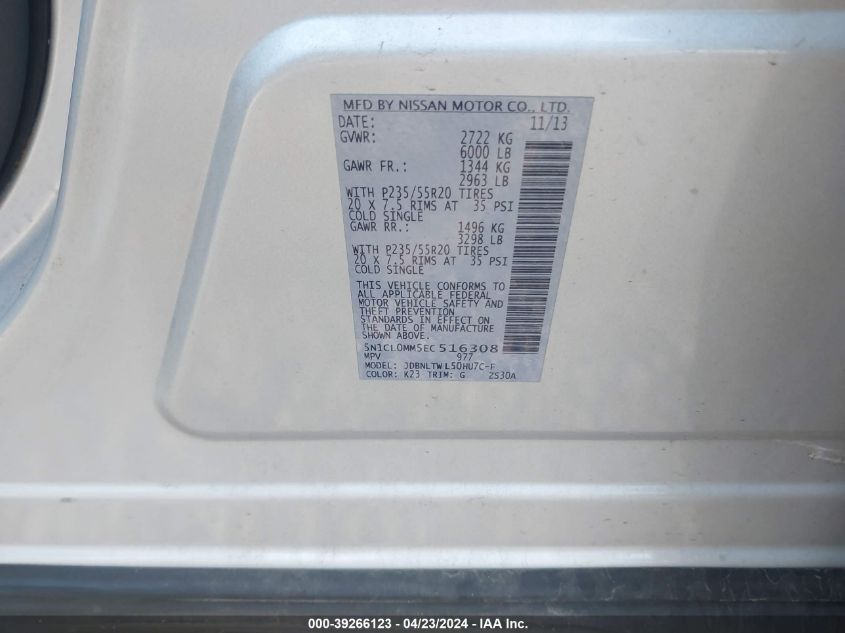 MFD BY NISSAN MOTOR CO., LTD.
DATE: 11/13
GVWR: 2722 KG
6000 LB
GAWR FR.: 1344 KG
2963 LB
WITH P235/55R20 TIRES
20 X 7.5 RIMS AT 35 PSI
COLD SINGLE
GAWR RR.: 1496 KG
3298 LB
WITH P235/55R20 TIRES
20 X 7.5 RIMS AT 35 PSI
COLD SINGLE
THIS VEHICLE CONFORMS TO
ALL APPLICABLE FEDERAL
MOTOR VEHICLE SAFETY AND
THEFT PREVENTION
STANDARDS IN EFFECT ON
THE DATE OF MANUFACTURE
SHOWN ABOVE.
5N1CL0MM5EC516308
MPV 977
MODEL: JDBNLTWL50HU7C-F
COLOR: K23 TRIM: G 2S30A
000-39266123 - 04/23/2024 - IAA Inc.